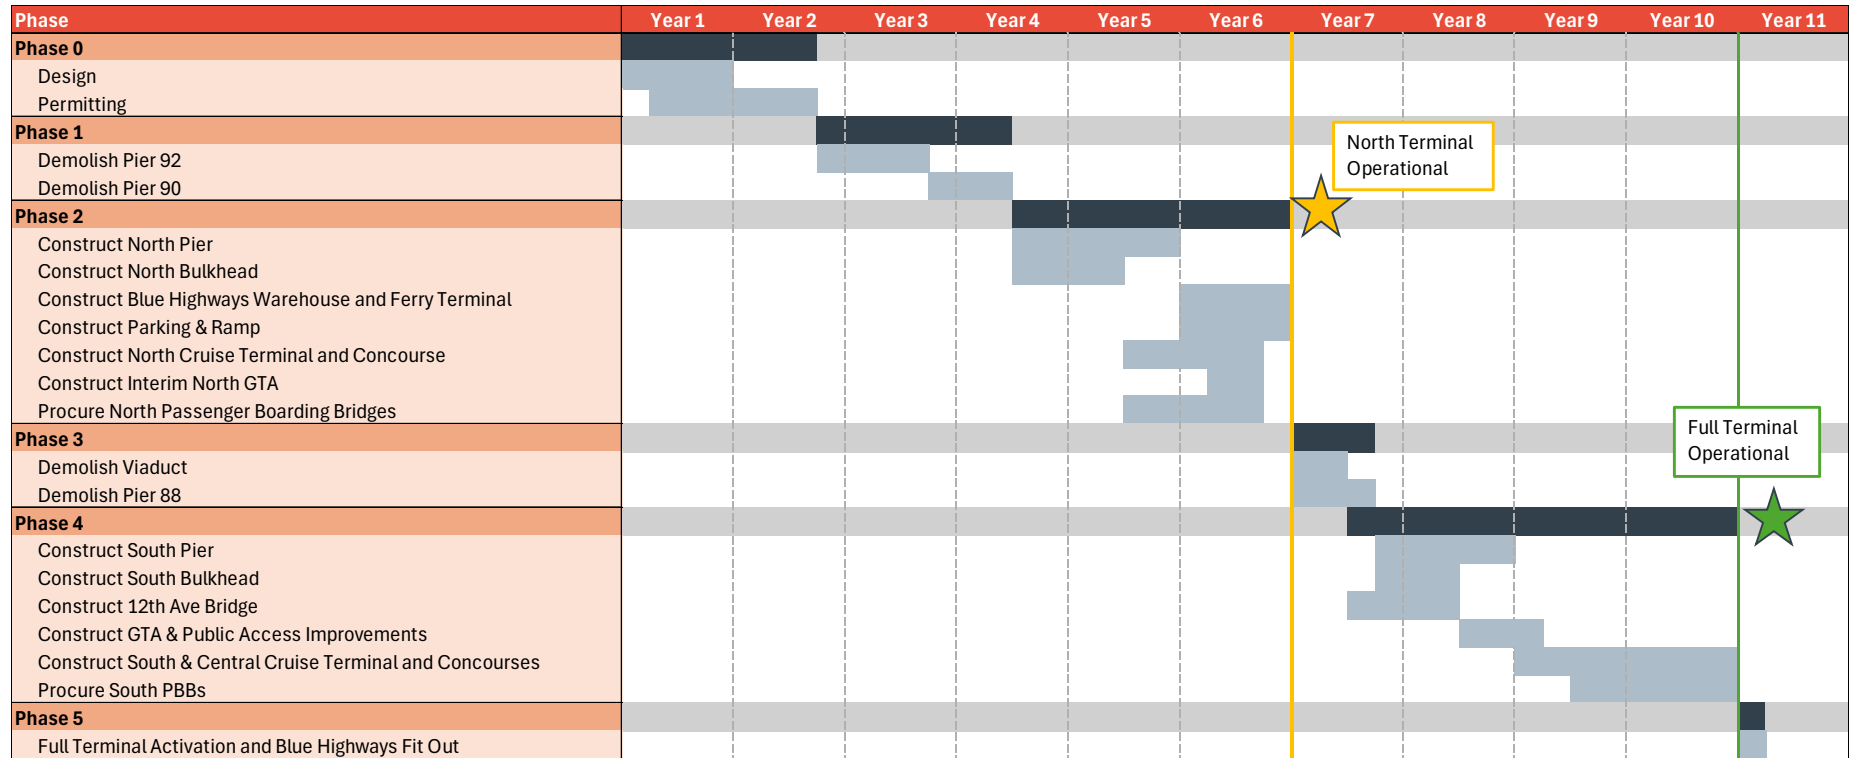 Phase Year 1 Year 2 Year 3 Year 4 Year 5 Year 6 Year 7 Year 8 Year 9 Year 10 Year 11
Phase 0
Design
Permitting
Phase 1
Demolish Pier 92
Demolish Pier 90
North Terminal
Operational
Phase 2
Construct North Pier
Construct North Bulkhead
Construct Blue Highways Warehouse and Ferry Terminal
Construct Parking & Ramp
Construct North Cruise Terminal and Concourse
Construct Interim North GTA
Procure North Passenger Boarding Bridges
Phase 3
Demolish Viaduct
Demolish Pier 88
Full Terminal
Operational
Phase 4
Construct South Pier
Construct South Bulkhead
Construct 12th Ave Bridge
Construct GTA & Public Access Improvements
Construct South & Central Cruise Terminal and Concourses
Procure South PBBs
Phase 5
Full Terminal Activation and Blue Highways Fit Out